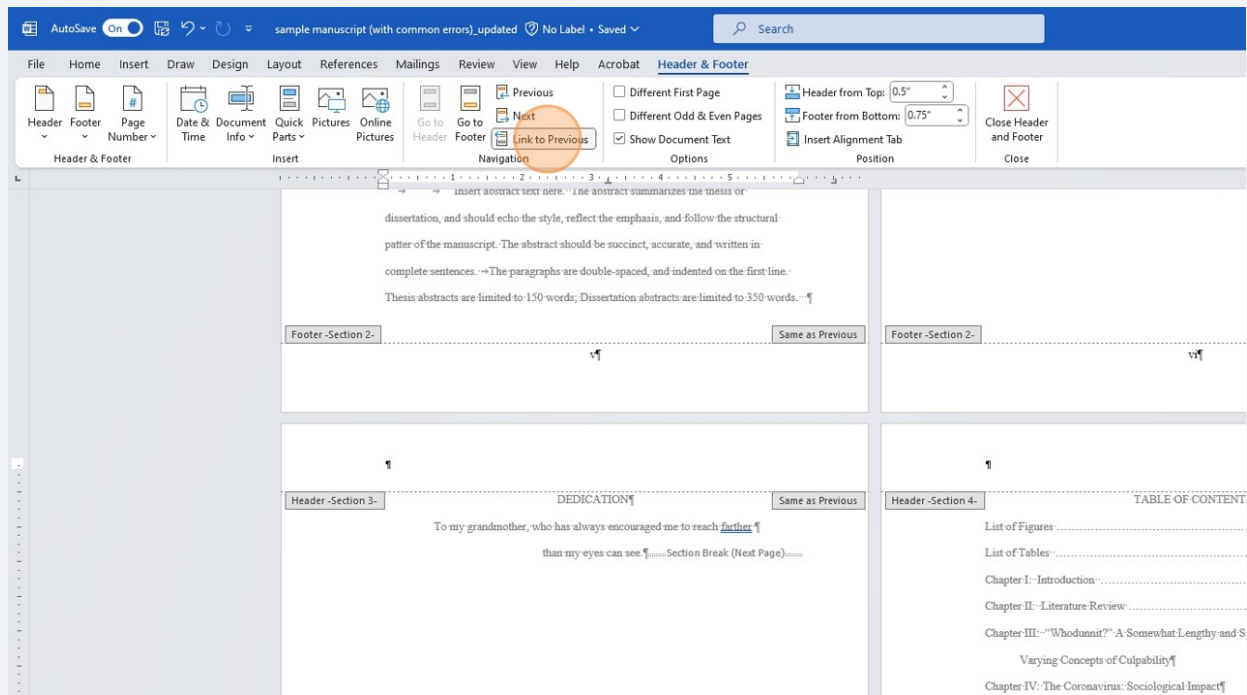 AutoSave On sample manuscript (with common errors)_updated No Label • Saved Search
File Home Insert Draw Design Layout References Mailings Review View Help Acrobat Header & Footer
Header Footer Page Number Date & Time Document Info Quick Parts Pictures Online Pictures Go to Header Go to Footer Previous Next Link to Previous Different First Page Different Odd & Even Pages Show Document Text Header from Top: 0.5" Footer from Bottom: 0.75" Insert Alignment Tab Close Header and Footer
Header & Footer Insert Navigation Options Position Close
1 2 3 4 5
Insert abstract text here. The abstract summarizes the thesis or
dissertation, and should echo the style, reflect the emphasis, and follow the structural
patter of the manuscript. The abstract should be succinct, accurate, and written in
complete sentences. →The paragraphs are double-spaced, and indented on the first line.
Thesis abstracts are limited to 150 words; Dissertation abstracts are limited to 350 words. ¶
Footer -Section 2- Same as Previous Footer -Section 2-
v¶ vi¶
¶ ¶
Header -Section 3- DEDICATION¶ Same as Previous
To my grandmother, who has always encouraged me to reach farther ¶
than my eyes can see.¶ Section Break (Next Page)
Header -Section 4- TABLE OF CONTENT
List of Figures
List of Tables
Chapter I: Introduction
Chapter II: Literature Review
Chapter III: "Whodunnit?" A Somewhat Lengthy and S
Varying Concepts of Culpability¶
Chapter IV: The Coronavirus: Sociological Impact¶